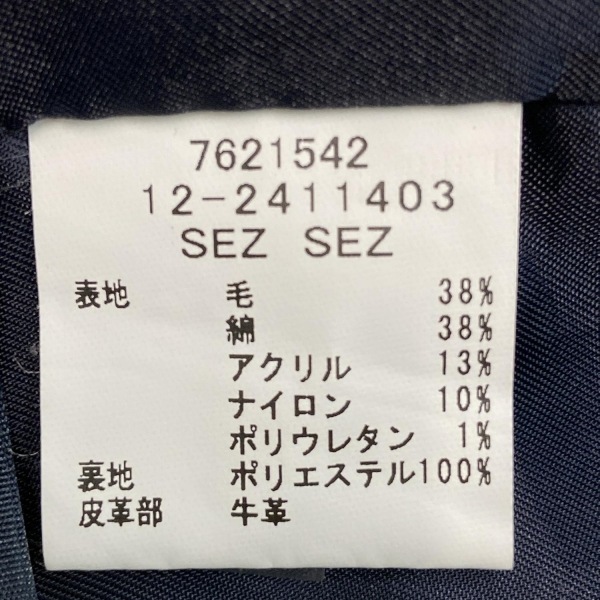 7621542
12-2411403
SEZ SEZ
表地 毛 38%
綿 38%
アクリル 13%
ナイロン 10%
ポリウレタン 1%
裏地 ポリエステル100%
皮革部 牛革